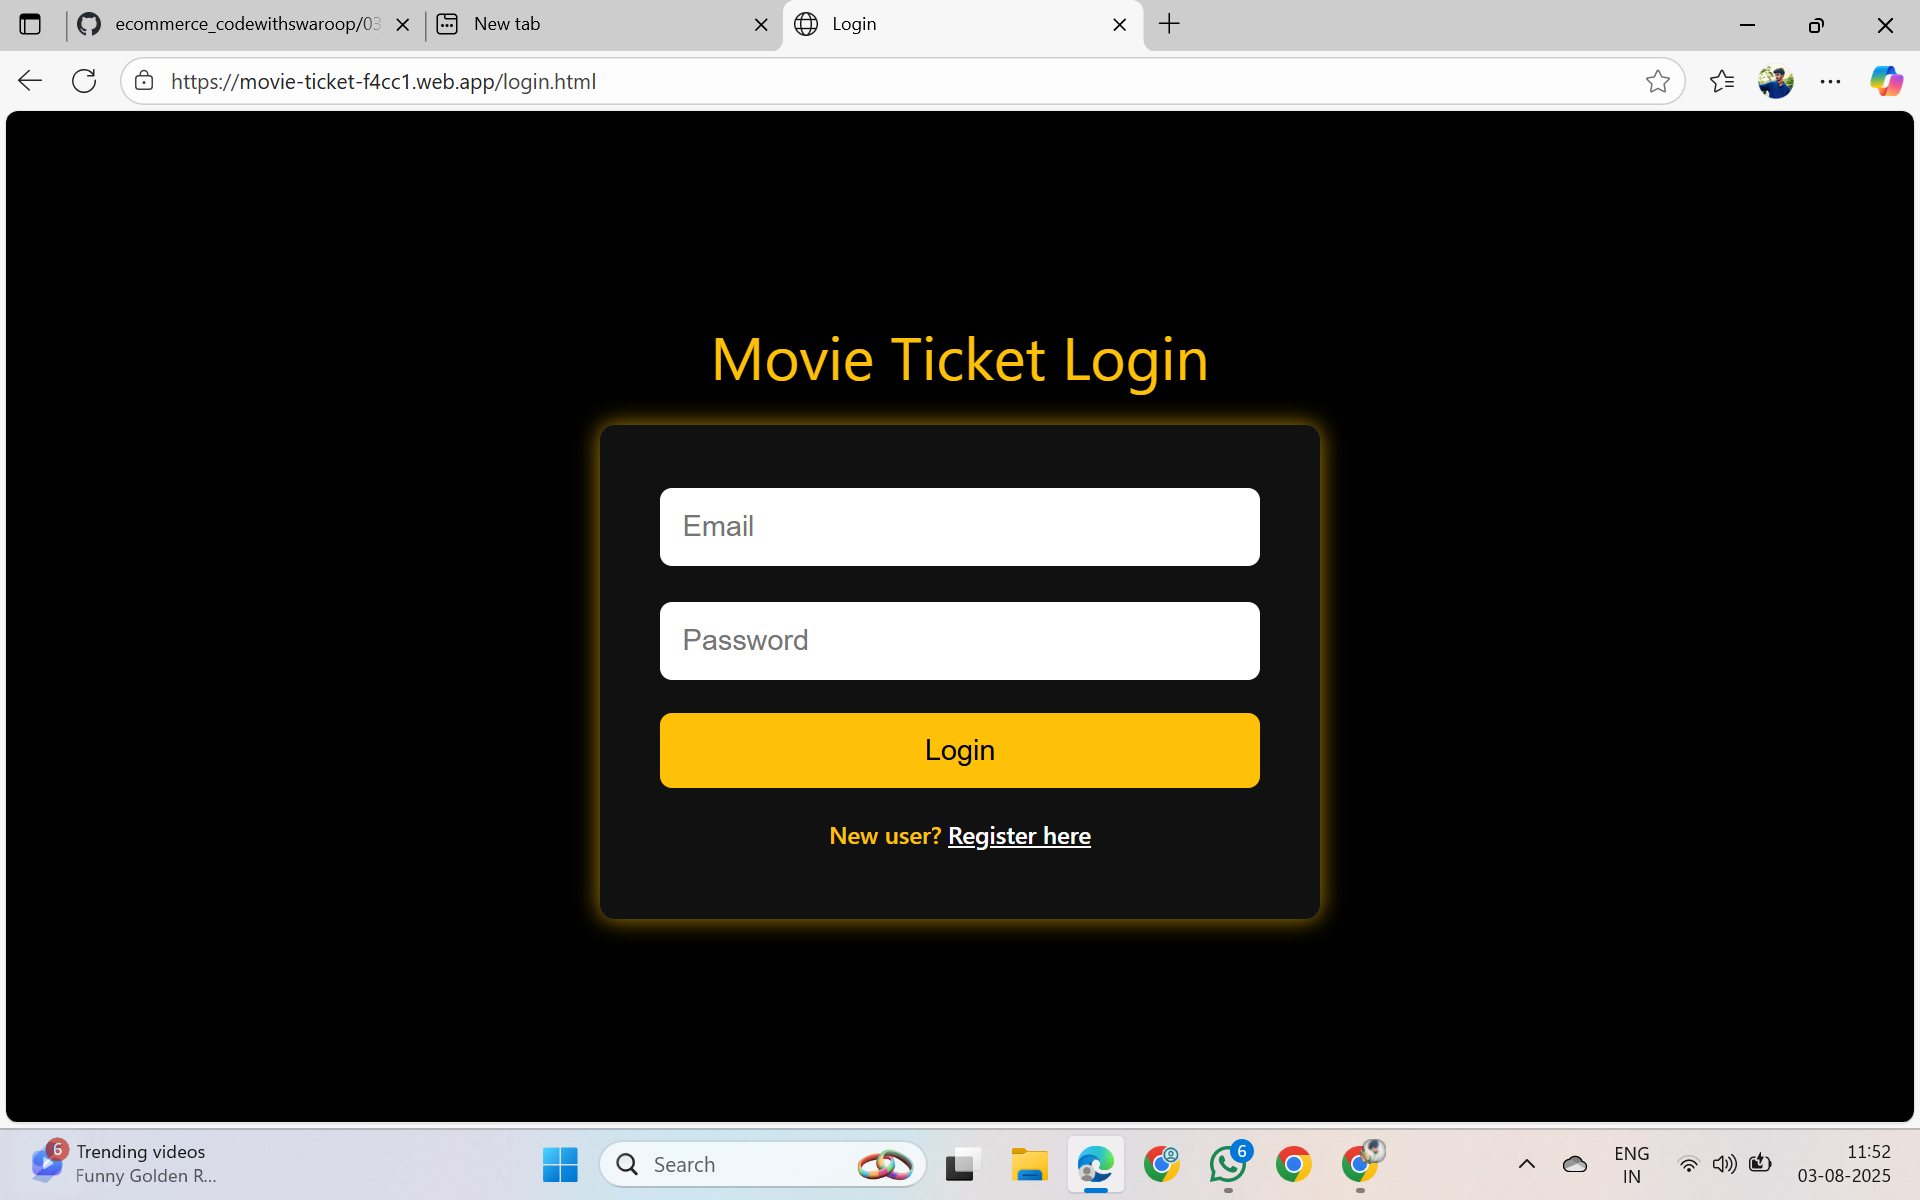 ecommerce_codewithswaroop/03
New tab
Login
https://movie-ticket-f4cc1.web.app/login.html
Movie Ticket Login
Email
Password
Login
New user? Register here
6
Trending videos
Funny Golden R...
Search
6
ENG
IN
11:52
03-08-2025